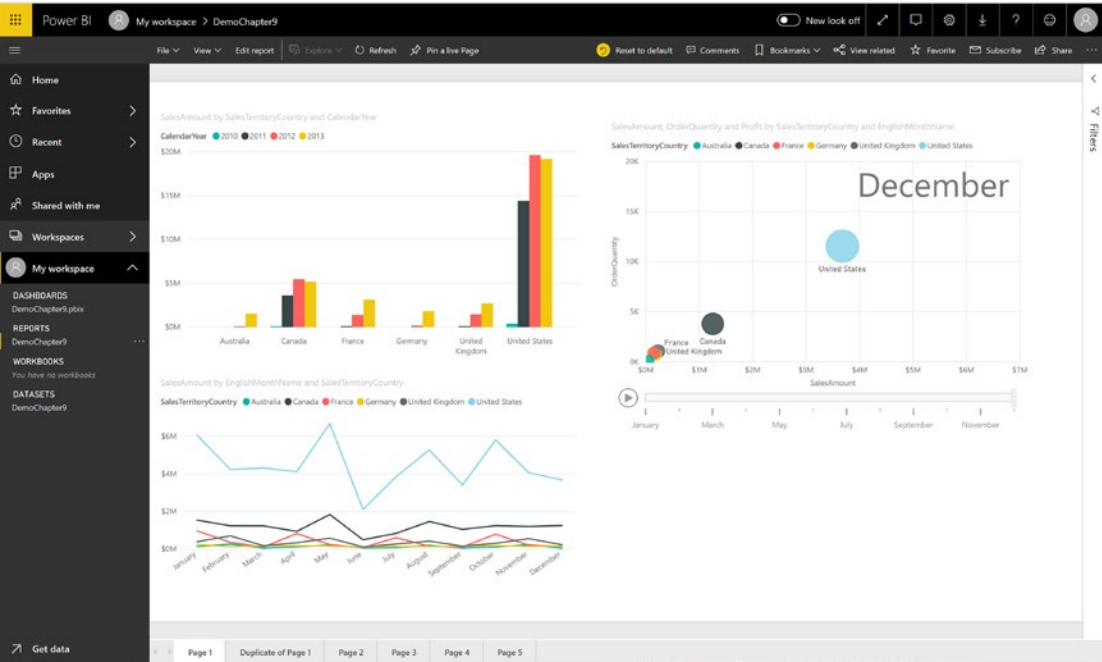 Power BI My workspace > DemoChapter9 New look off
File View Edit report Explore Refresh Pin a live Page Reset to default Comments Bookmarks View related Favorite Subscribe Share ...
Home
Favorites
Recent
Apps
Shared with me
Workspaces
My workspace
DASHBOARDS
DemoChapter9.pbix
REPORTS
DemoChapter9 ...
WORKBOOKS
You have no workbooks
DATASETS
DemoChapter9
Get data
SalesAmount by SalesTerritoryCountry and CalendarYear
CalendarYear 2010 2011 2012 2013
$20M
$15M
$10M
$5M
$0M
Australia Canada France Germany United Kingdom United States
SalesAmount by EnglishMonthName and SalesTerritoryCountry
SalesTerritoryCountry Australia Canada France Germany United Kingdom United States
$6M
$4M
$2M
$0M
January February March April May June July August September October November December
SalesAmount, OrderQuantity and Profit by SalesTerritoryCountry and EnglishMonthName
SalesTerritoryCountry Australia Canada France Germany United Kingdom United States
December
20K
15K
10K
5K
0K
OrderQuantity
United States
France Canada
United Kingdom
$0M $1M $2M $3M $4M $5M $6M $7M
SalesAmount
January March May July September November
Filters
Page 1 Duplicate of Page 1 Page 2 Page 3 Page 4 Page 5